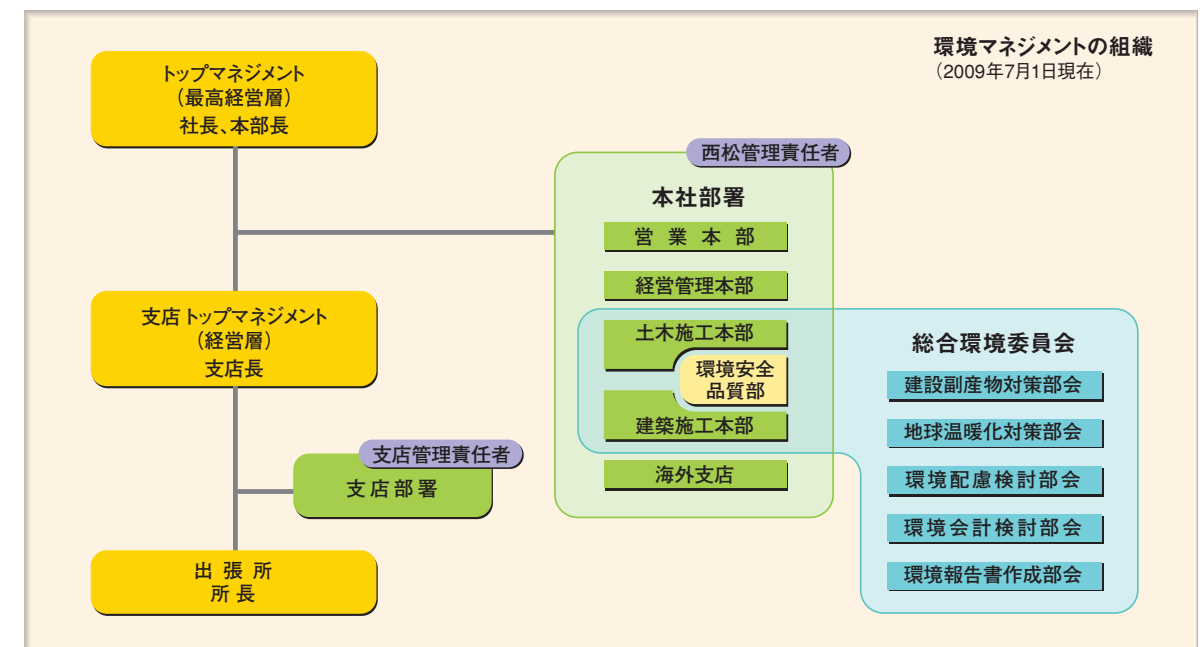 環境マネジメントの組織
（2009年7月1日現在）
トップマネジメント
（最高経営層）
社長、本部長
西松管理責任者
本社部署
営業本部
経営管理本部
土木施工本部
環境安全
品質部
建築施工本部
海外支店
総合環境委員会
建設副産物対策部会
地球温暖化対策部会
環境配慮検討部会
環境会計検討部会
環境報告書作成部会
支店トップマネジメント
（経営層）
支店長
支店管理責任者
支店部署
出張所
所長